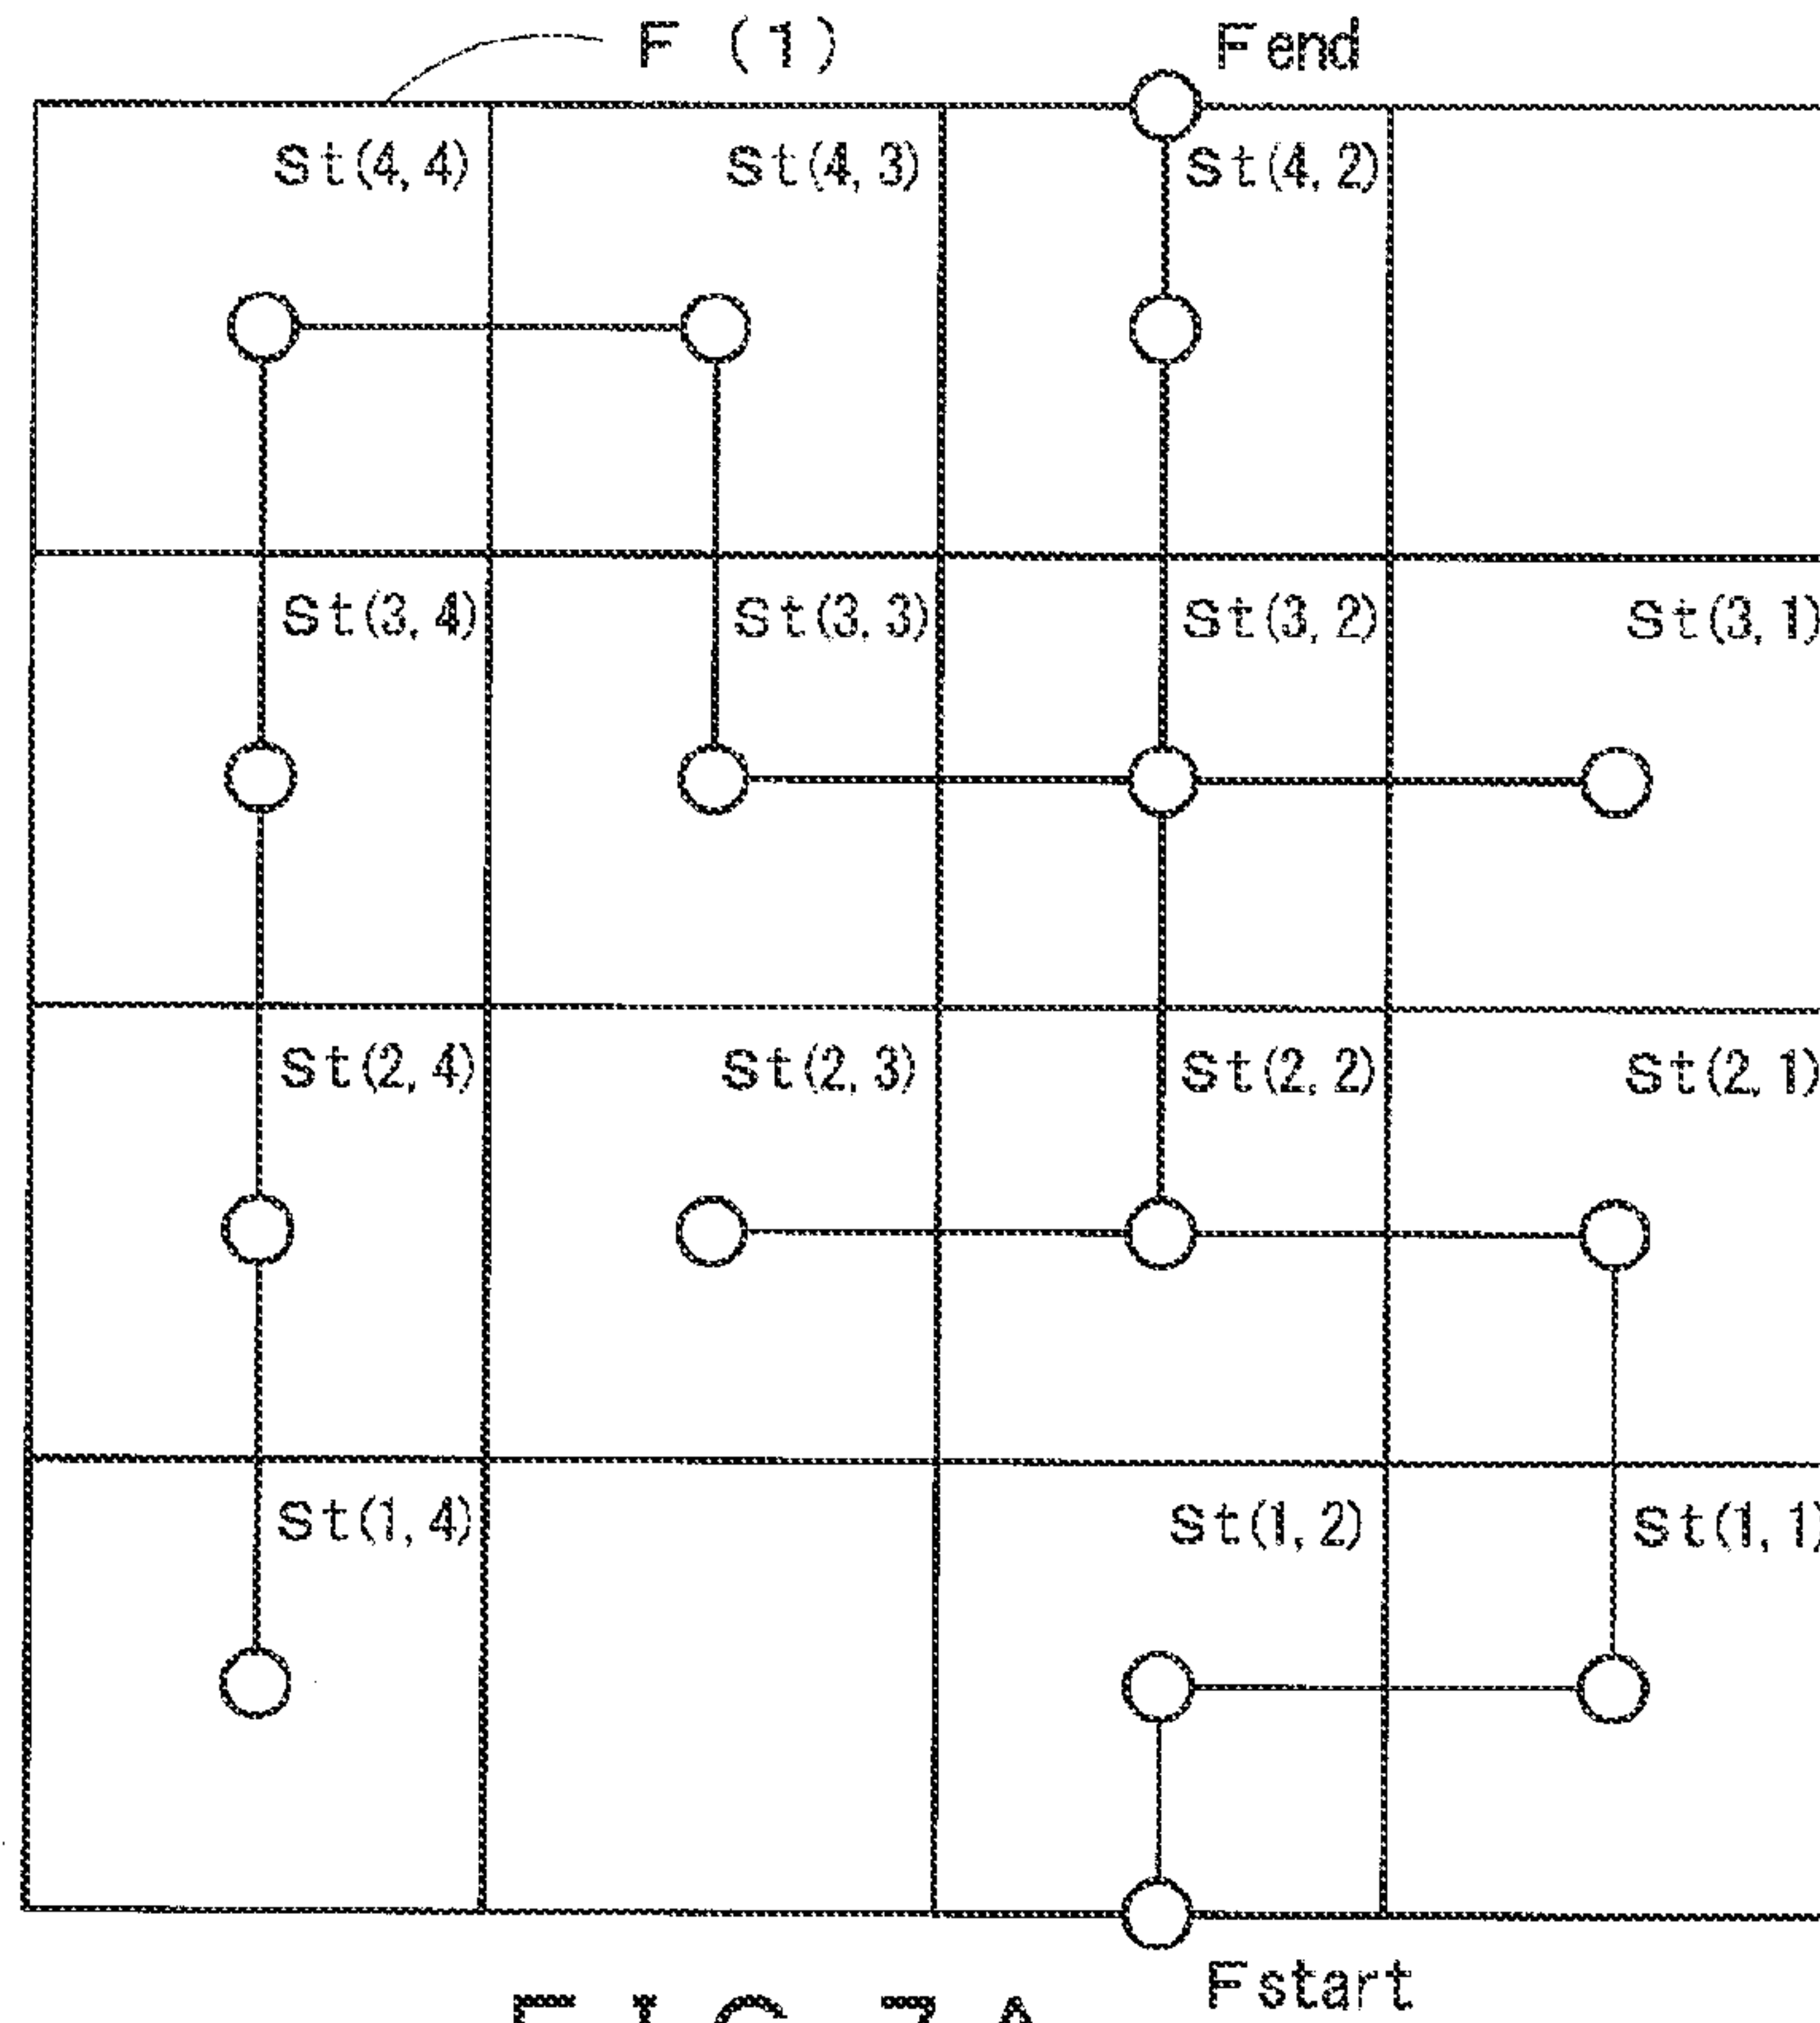 F (1) Fend
St(4,4) St(4,3) St(4,2)
St(3,4) St(3,3) St(3,2) St(3,1)
St(2,4) St(2,3) St(2,2) St(2,1)
St(1,4) St(1,2) St(1,1)
Fstart
FIG 7A